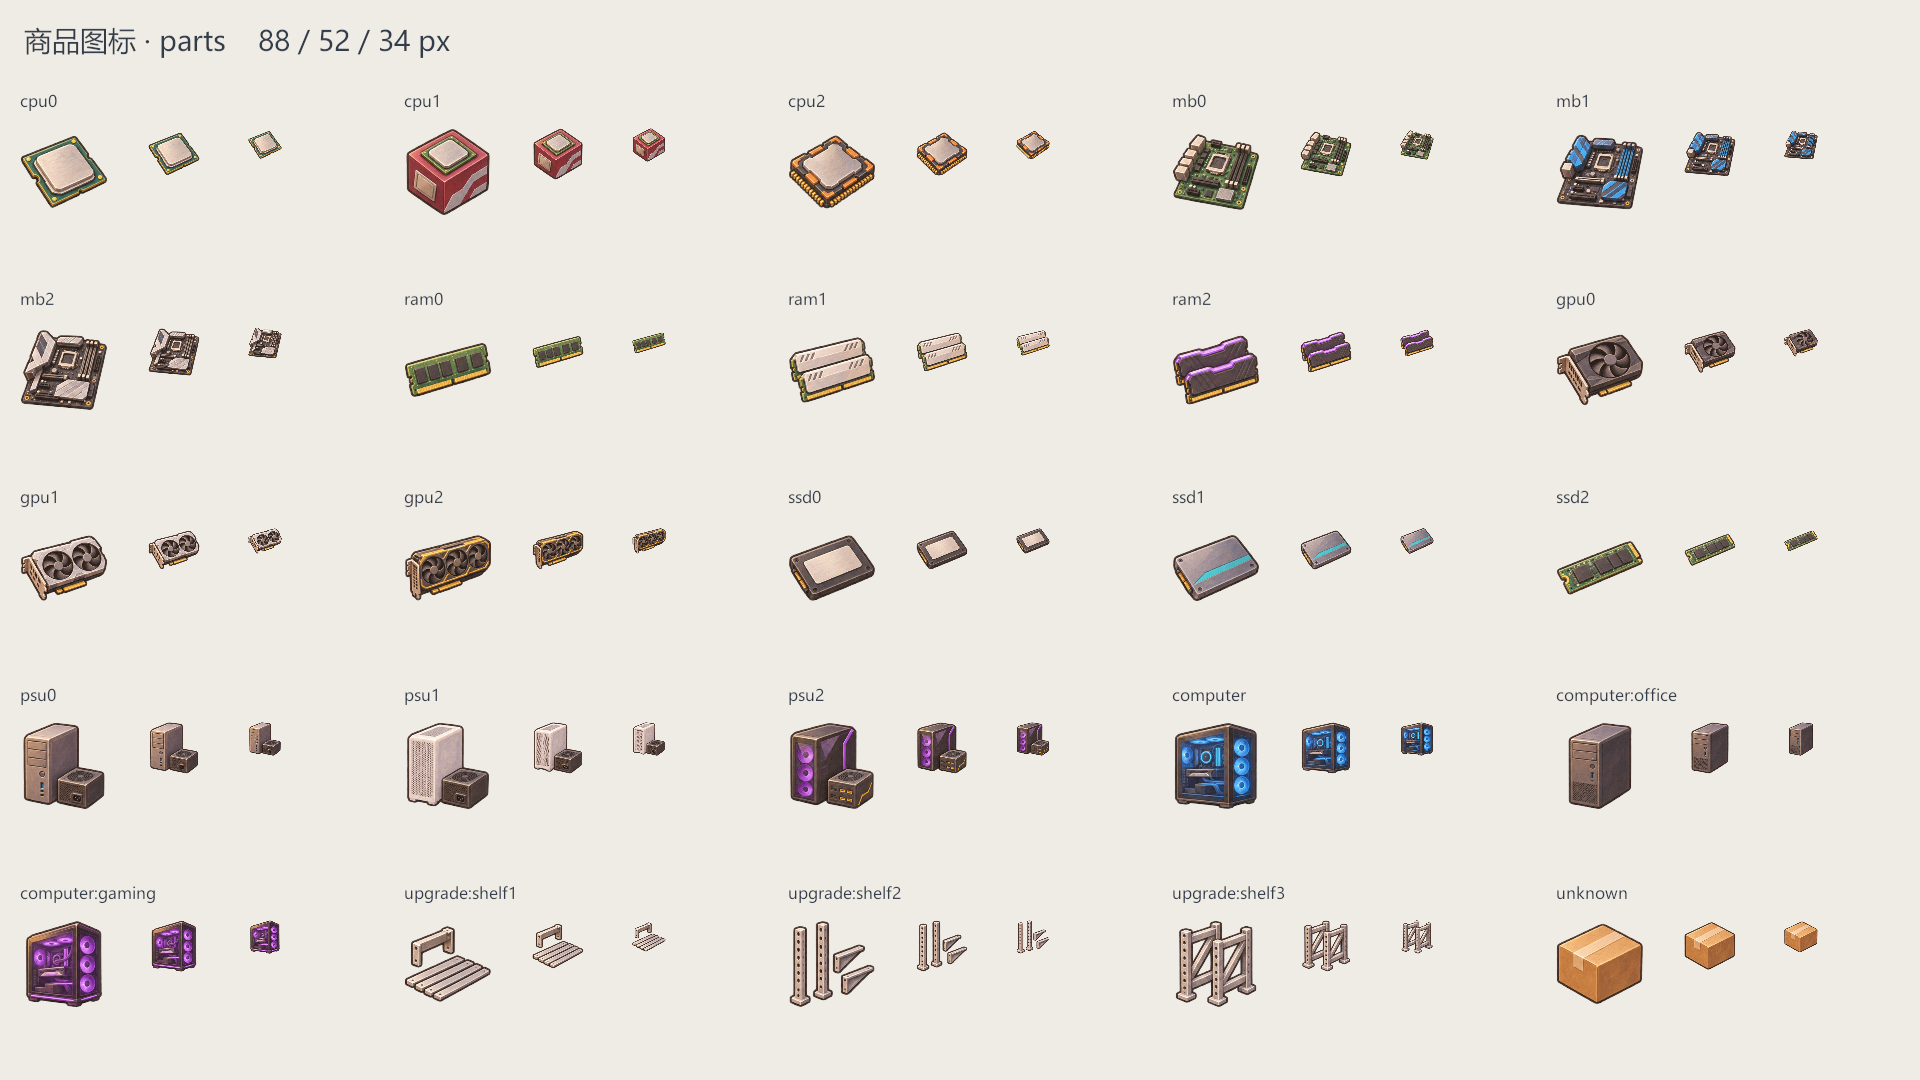 商品图标 · parts 88 / 52 / 34 px
cpu0 cpu1 cpu2 mb0 mb1
mb2 ram0 ram1 ram2 gpu0
gpu1 gpu2 ssd0 ssd1 ssd2
psu0 psu1 psu2 computer computer:office
computer:gaming upgrade:shelf1 upgrade:shelf2 upgrade:shelf3 unknown